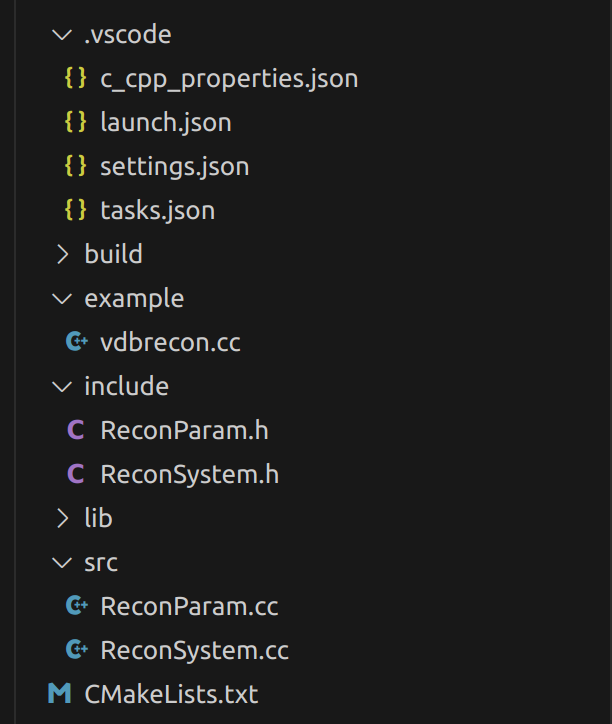 .vscode
{} c_cpp_properties.json
{} launch.json
{} settings.json
{} tasks.json
build
example
C++ vdbrecon.cc
include
C ReconParam.h
C ReconSystem.h
lib
src
C++ ReconParam.cc
C++ ReconSystem.cc
M CMakeLists.txt